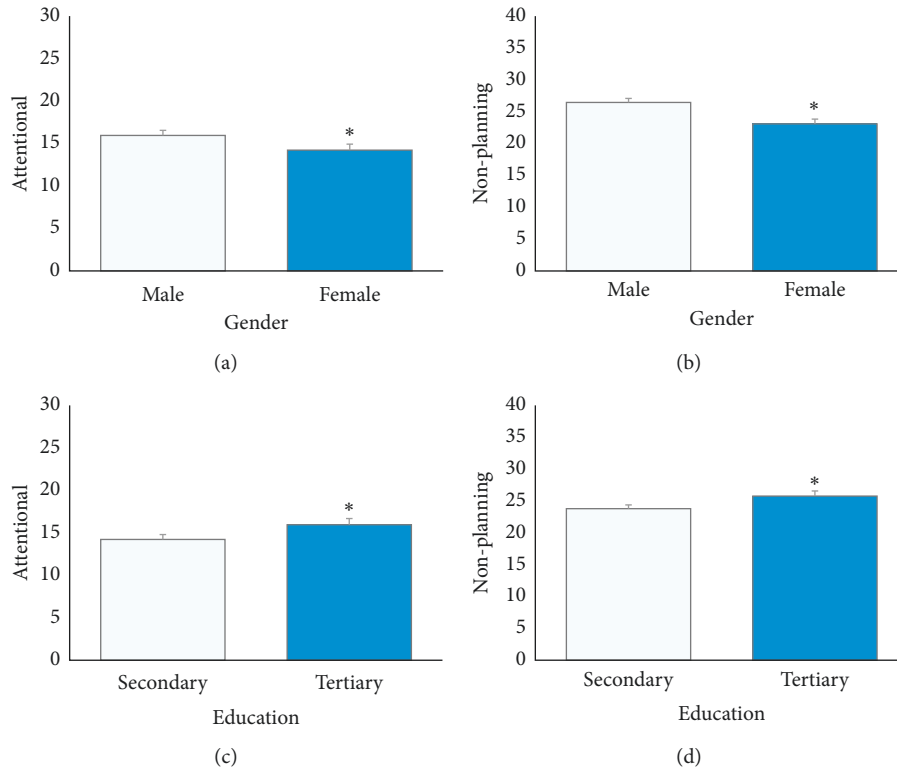 30
25
20
15
10
5
0
Attentional
*
Male
Female
Gender
(a)
40
35
30
25
20
15
10
5
0
Non-planning
*
Male
Female
Gender
(b)
30
25
20
15
10
5
0
Attentional
*
Secondary
Tertiary
Education
(c)
40
35
30
25
20
15
10
5
0
Non-planning
*
Secondary
Tertiary
Education
(d)